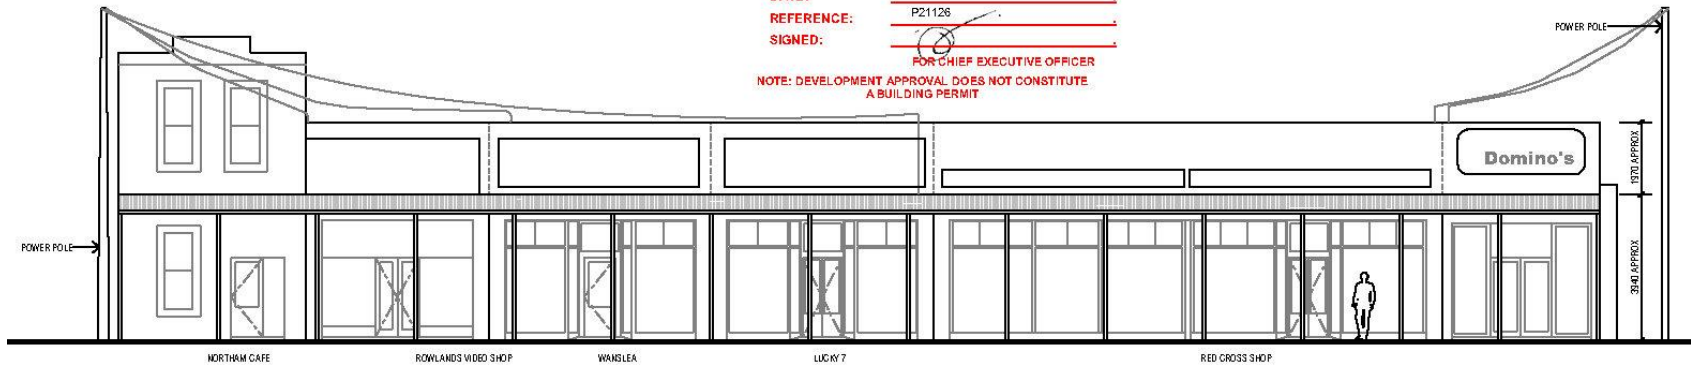 REFERENCE: P21126
SIGNED:
FOR CHIEF EXECUTIVE OFFICER
NOTE: DEVELOPMENT APPROVAL DOES NOT CONSTITUTE
A BUILDING PERMIT
POWER POLE
Domino's
1970 APPROX
POWER POLE
3940 APPROX
NORTHAM CAFE
ROWLANDS VIDEO SHOP
WANSLEA
LUCKY 7
RED CROSS SHOP